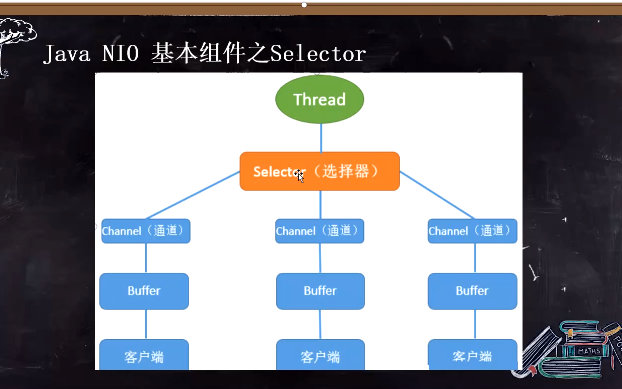 Java NIO 基本组件之Selector
Thread
Selector（选择器）
Channel（通道） Channel（通道） Channel（通道）
Buffer Buffer Buffer
客户端 客户端 客户端
MATHS